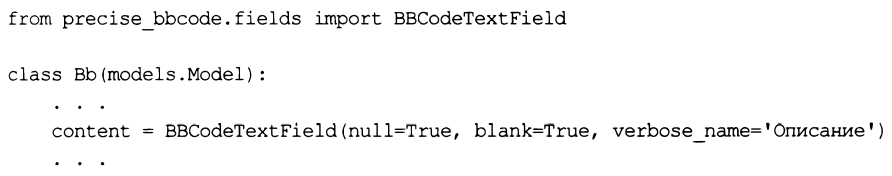 from precise_bbcode.fields import BBCodeTextField
class Bb(models.Model):
. . .
content = BBCodeTextField(null=True, blank=True, verbose_name='Описание')
. . .